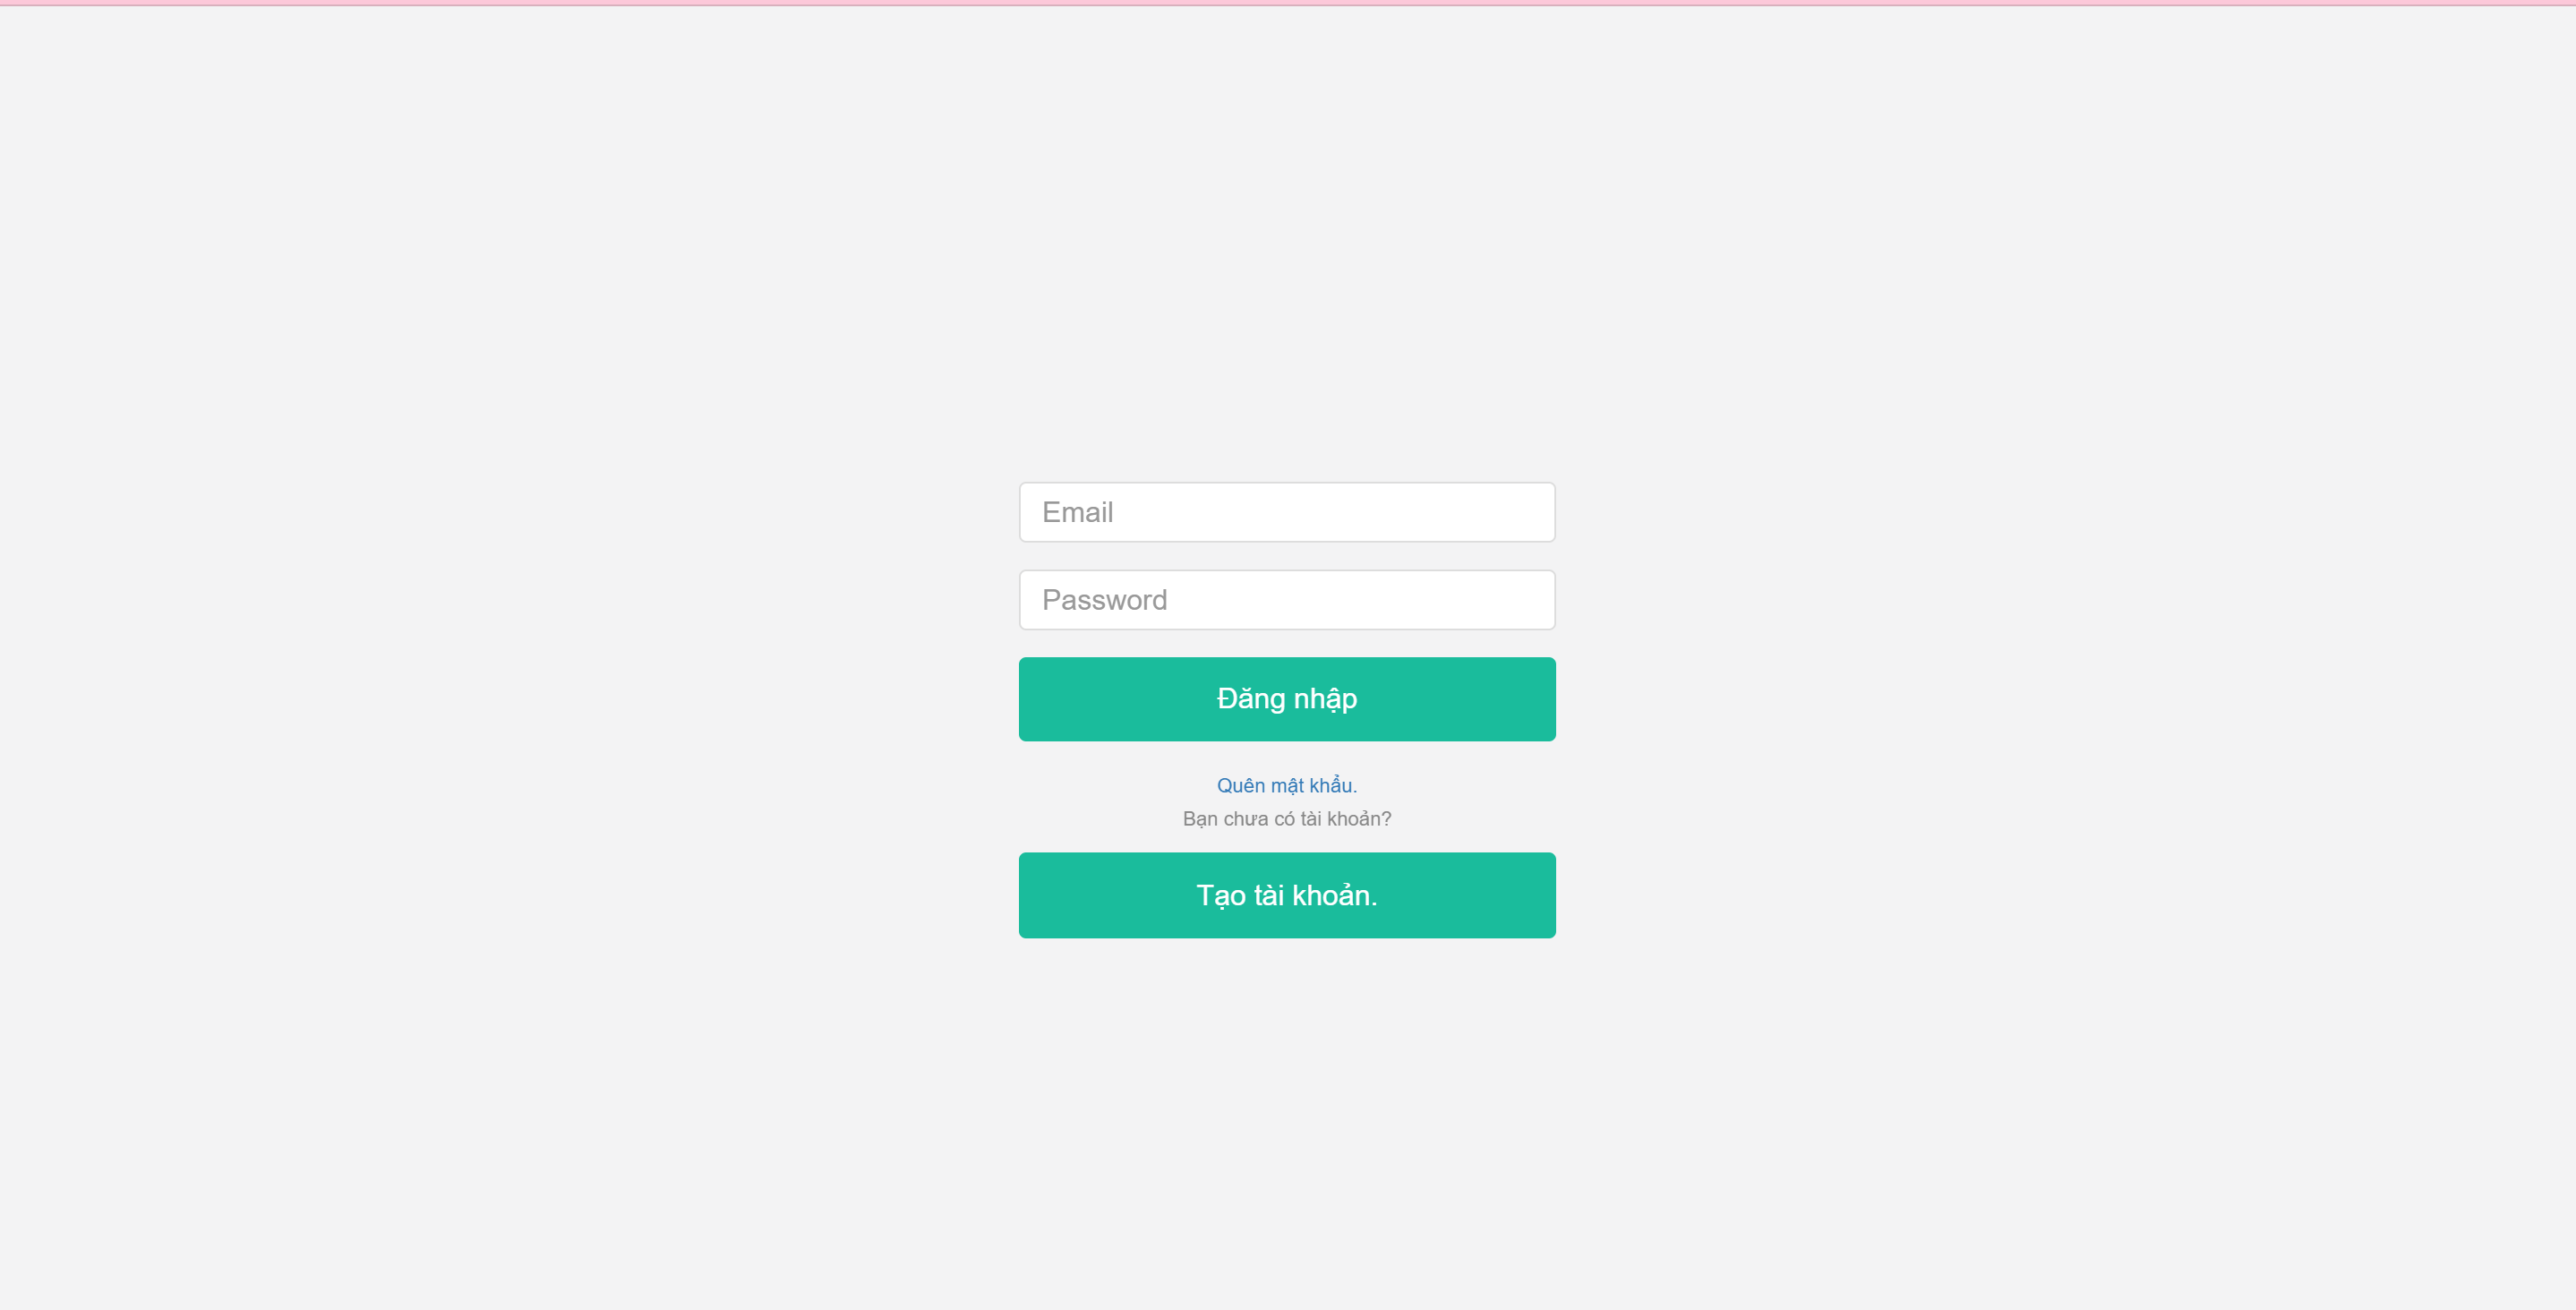 Email
Password
Đăng nhập
Quên mật khẩu.
Bạn chưa có tài khoản?
Tạo tài khoản.